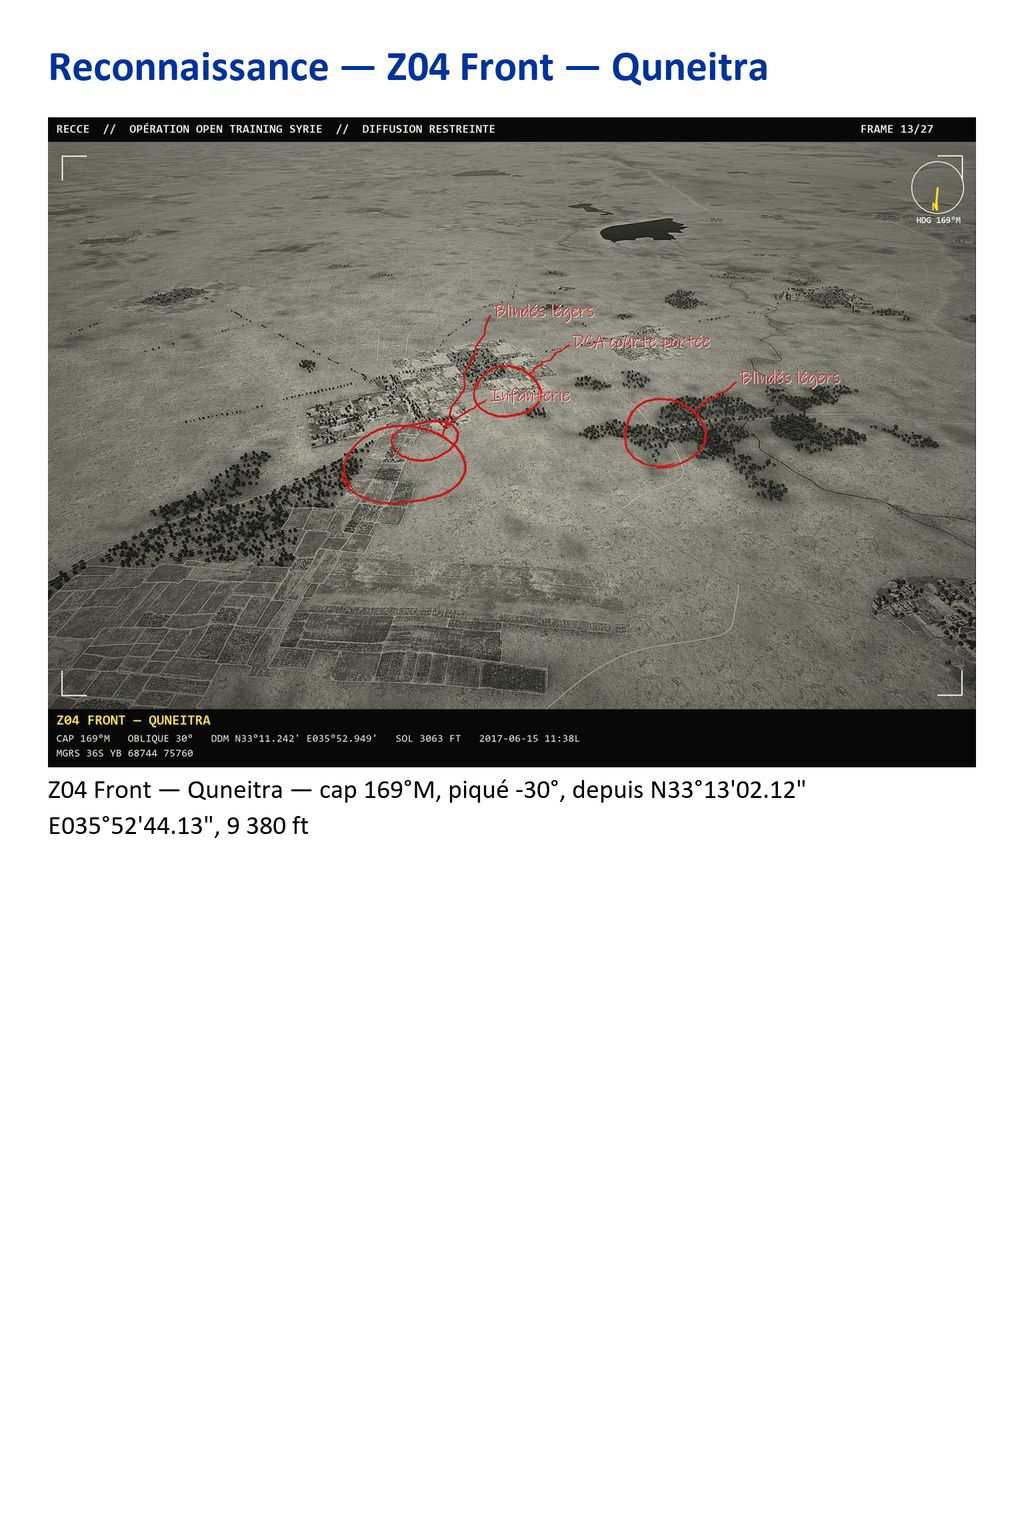 Reconnaissance — Z04 Front — Quneitra
RECCE // OPÉRATION OPEN TRAINING SYRIE // DIFFUSION RESTREINTE
FRAME 13/27
N
HDG 169°M
Blindés légers
DCA courte portée
Blindés légers
Infanterie
Z04 FRONT — QUNEITRA
CAP 169°M OBLIQUE 30° DDM N33°11.242' E035°52.949' SOL 3063 FT 2017-06-15 11:38L
MGRS 36S YB 68744 75760
Z04 Front — Quneitra — cap 169°M, piqué -30°, depuis N33°13'02.12"
E035°52'44.13", 9 380 ft